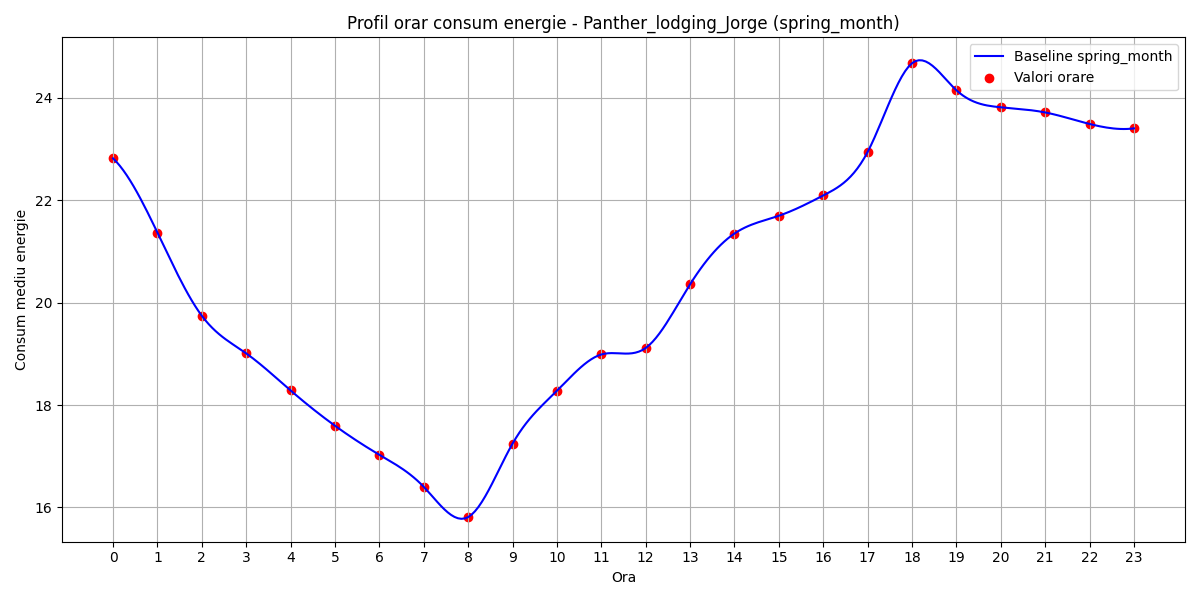 Profil orar consum energie - Panther_lodging_Jorge (spring_month)
Baseline spring_month
Valori orare
Consum mediu energie
24
22
20
18
16
0 1 2 3 4 5 6 7 8 9 10 11 12 13 14 15 16 17 18 19 20 21 22 23
Ora